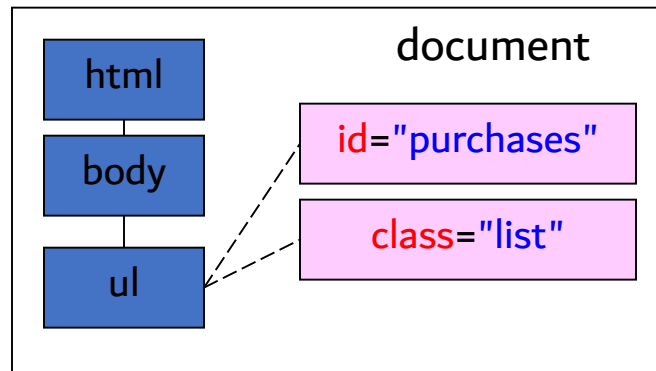 document
html
id="purchases"
body
class="list"
ul